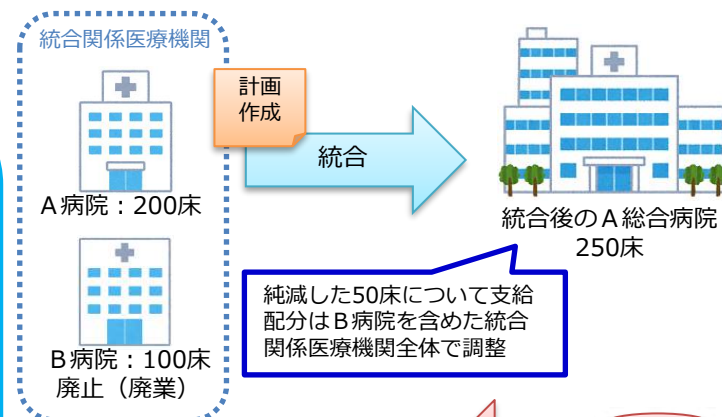 統合関係医療機関
計画
作成
統合
A病院：200床
統合後のA総合病院
250床
B病院：100床
廃止（廃業）
純減した50床について支給
配分はB病院を含めた統合
関係医療機関全体で調整